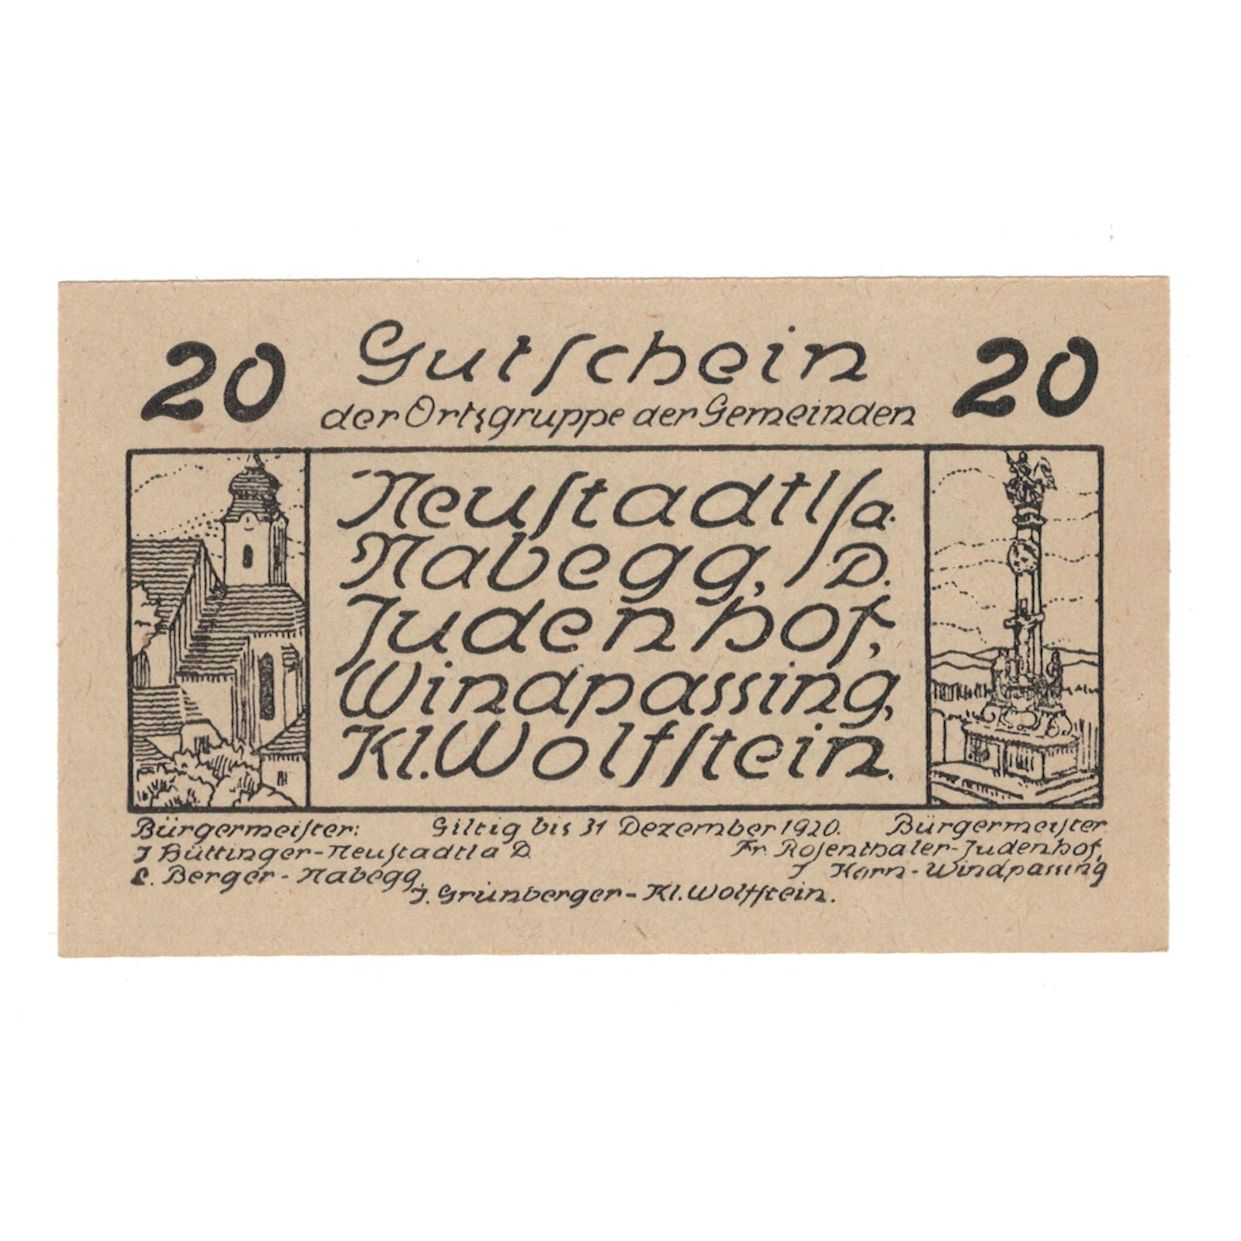 20 Gutſchein 20
der Ortsgruppe der Gemeinden
Neuſtadtl/a.
Nabegg, D.
Judenhof,
Windpassing,
Kl. Wolfſtein.
Bürgermeiſter: Giltig bis 31 Dezember 1920. Bürgermeiſter
J Büttinger-Neuſtadtl a D. Fr. Roſenthaler-Judenhof,
L. Berger - Nabegg J Korn - Windpassing
J. Grünberger - Kl. Wolfſtein.